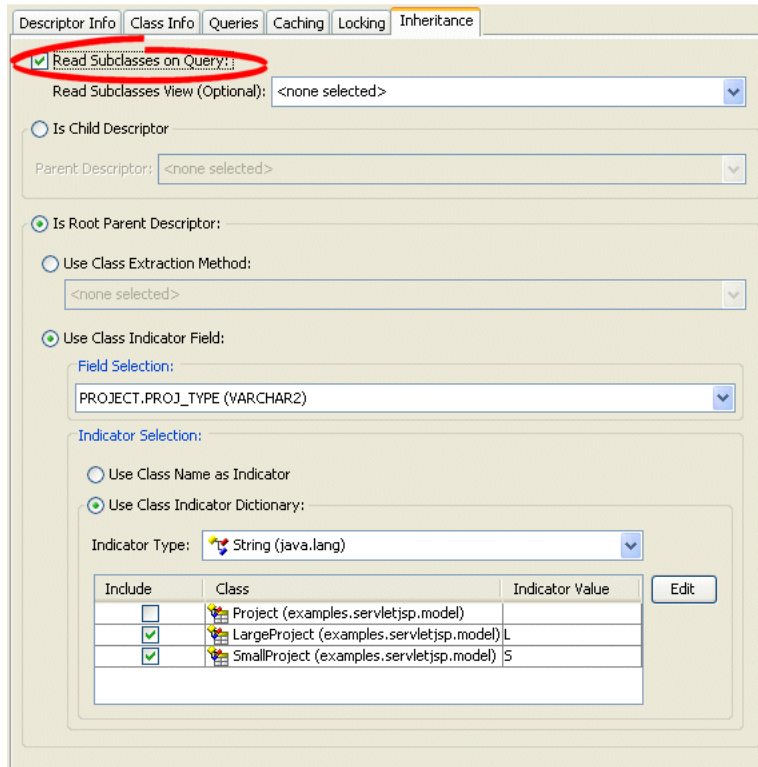 Descriptor Info Class Info Queries Caching Locking Inheritance
Read Subclasses on Query:
Read Subclasses View (Optional): <none selected>
Is Child Descriptor
Parent Descriptor: <none selected>
Is Root Parent Descriptor:
Use Class Extraction Method:
<none selected>
Use Class Indicator Field:
Field Selection:
PROJECT.PROJ_TYPE (VARCHAR2)
Indicator Selection:
Use Class Name as Indicator
Use Class Indicator Dictionary:
Indicator Type: String (java.lang)
Include Class Indicator Value Edit
Project (examples.servletjsp.model)
LargeProject (examples.servletjsp.model) L
SmallProject (examples.servletjsp.model) S